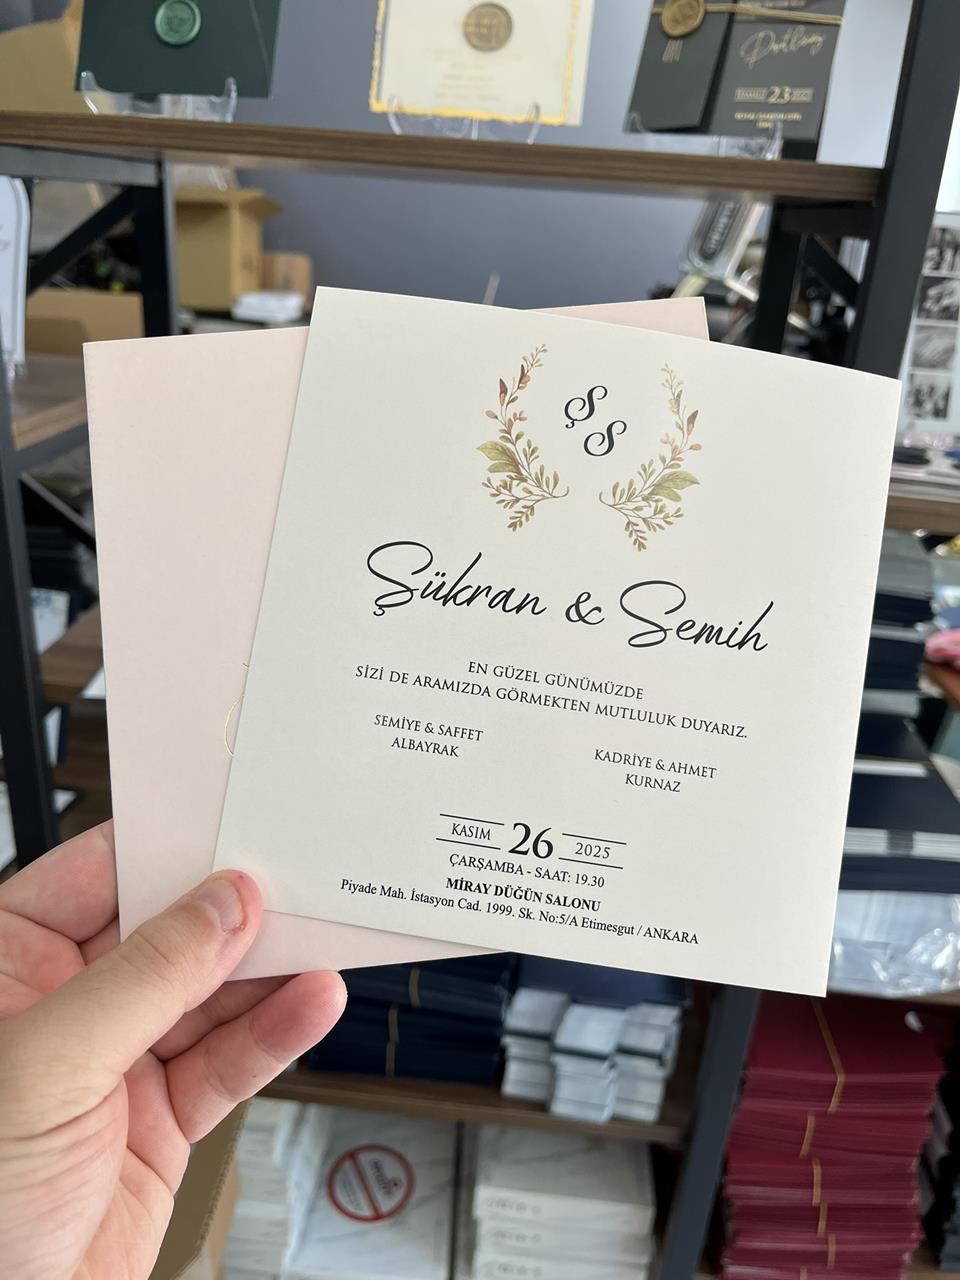 23
Ş
S
Şükran & Semih
EN GÜZEL GÜNÜMÜZDE
SİZİ DE ARAMIZDA GÖRMEKTEN MUTLULUK DUYARIZ.
SEMİYE & SAFFET
ALBAYRAK
KADRİYE & AHMET
KURNAZ
KASIM 26 2025
ÇARŞAMBA - SAAT: 19.30
MİRAY DÜĞÜN SALONU
Piyade Mah. İstasyon Cad. 1999. Sk. No:5/A Etimesgut / ANKARA